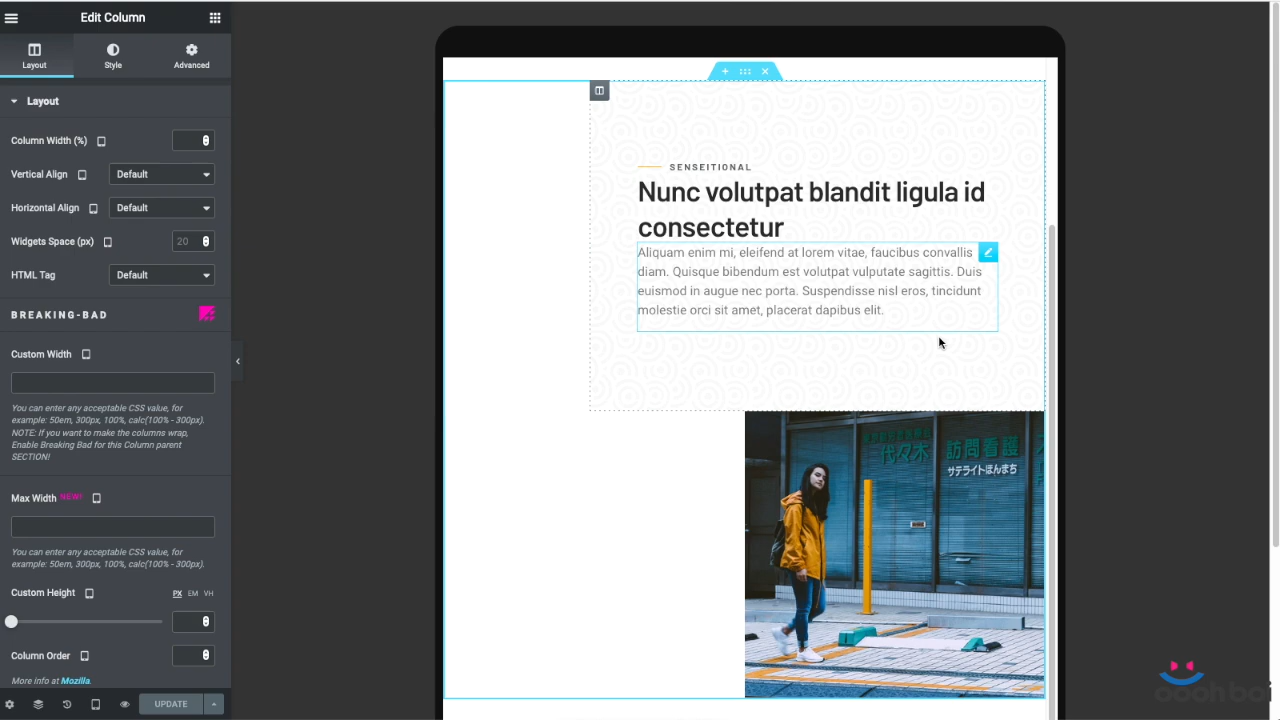 Edit Column
Layout
Style
Advanced
Layout
Column Width (%)
Vertical Align
Default
Horizontal Align
Default
Widgets Space (px)
20
HTML Tag
Default
BREAKING-BAD
Custom Width
You can enter any acceptable CSS value, for
example: 50em, 300px, 100%, calc(100% - 300px).
NOTE: If you want to make the columns wrap,
Enable Breaking Bad for this Column parent
SECTION!
Max Width NEW!
You can enter any acceptable CSS value, for
example: 50em, 300px, 100%, calc(100% - 300px).
Custom Height
PX EM VH
Column Order
More info at Mozilla.
UPDATE
SENSEITIONAL
Nunc volutpat blandit ligula id
consectetur
Aliquam enim mi, eleifend at lorem vitae, faucibus convallis
diam. Quisque bibendum est volutpat vulputate sagittis. Duis
euismod in augue nec porta. Suspendisse nisl eros, tincidunt
molestie orci sit amet, placerat dapibus elit.
代々木
訪問看護
サテライトほんまち
ooohboi